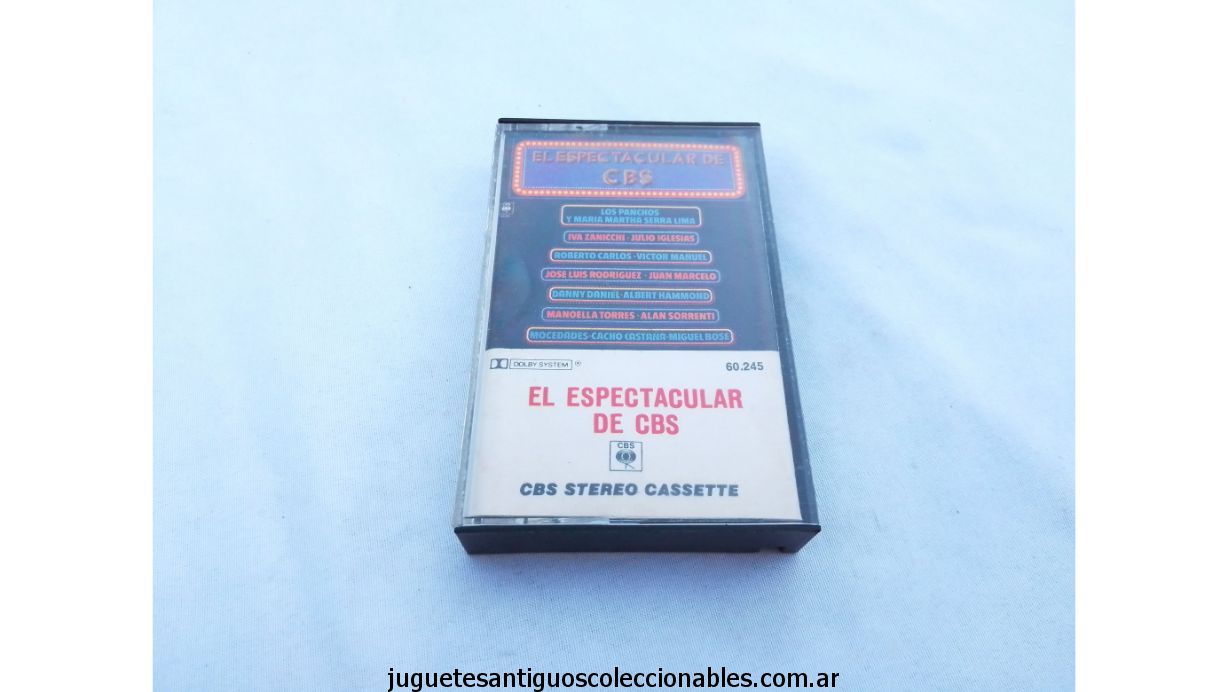 EL ESPECTACULAR DE
CBS
LOS PANCHOS
Y MARIA MARTHA SERRA LIMA
IVA ZANICCHI · JULIO IGLESIAS
ROBERTO CARLOS · VICTOR MANUEL
JOSE LUIS RODRIGUEZ · JUAN MARCELO
DANNY DANIEL · ALBERT HAMMOND
MANOELLA TORRES · ALAN SORRENTI
MOCEDADES · CACHO CASTAÑA · MIGUEL BOSE
DOLBY SYSTEM ®
60.245
EL ESPECTACULAR
DE CBS
CBS
CBS STEREO CASSETTE
juguetesantiguoscoleccionables.com.ar